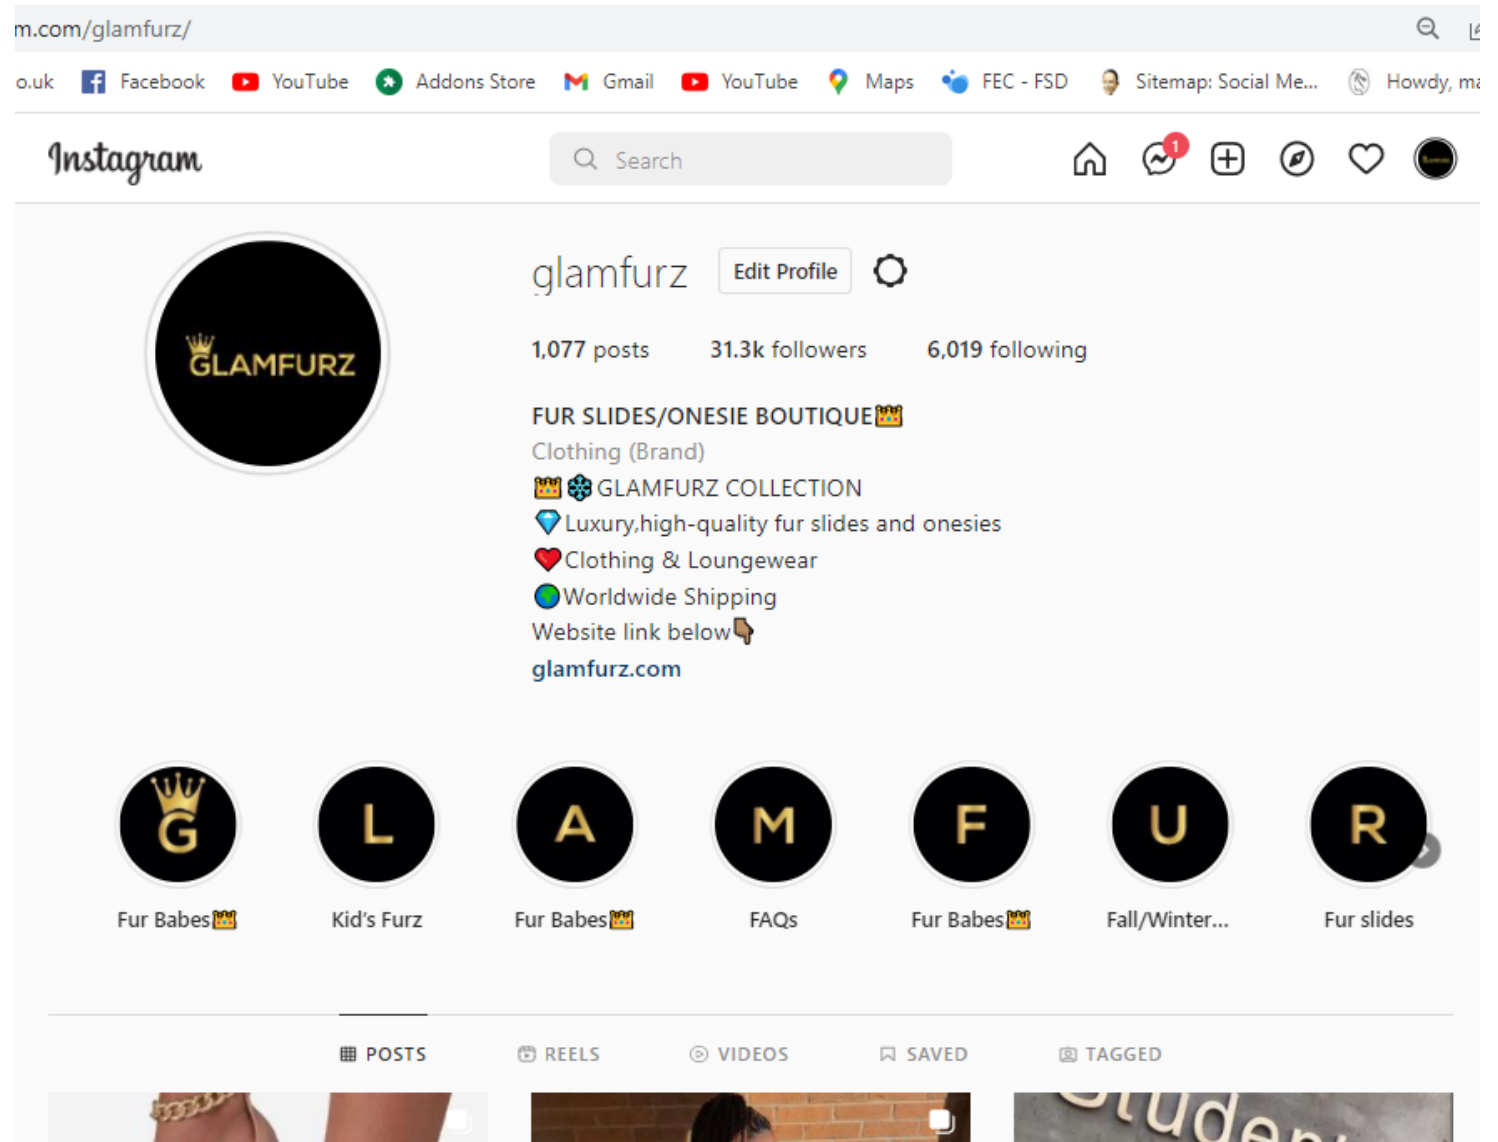 m.com/glamfurz/
o.uk Facebook YouTube Addons Store Gmail YouTube Maps FEC - FSD Sitemap: Social Me... Howdy, ma
Instagram Search 1
glamfurz Edit Profile
1,077 posts 31.3k followers 6,019 following
GLAMFURZ
FUR SLIDES/ONESIE BOUTIQUE👑
Clothing (Brand)
👑❄️GLAMFURZ COLLECTION
💎Luxury,high-quality fur slides and onesies
❤️Clothing & Loungewear
🌍Worldwide Shipping
Website link below👇🏾
glamfurz.com
G L A M F U R
Fur Babes👑 Kid's Furz Fur Babes👑 FAQs Fur Babes👑 Fall/Winter... Fur slides
POSTS REELS VIDEOS SAVED TAGGED